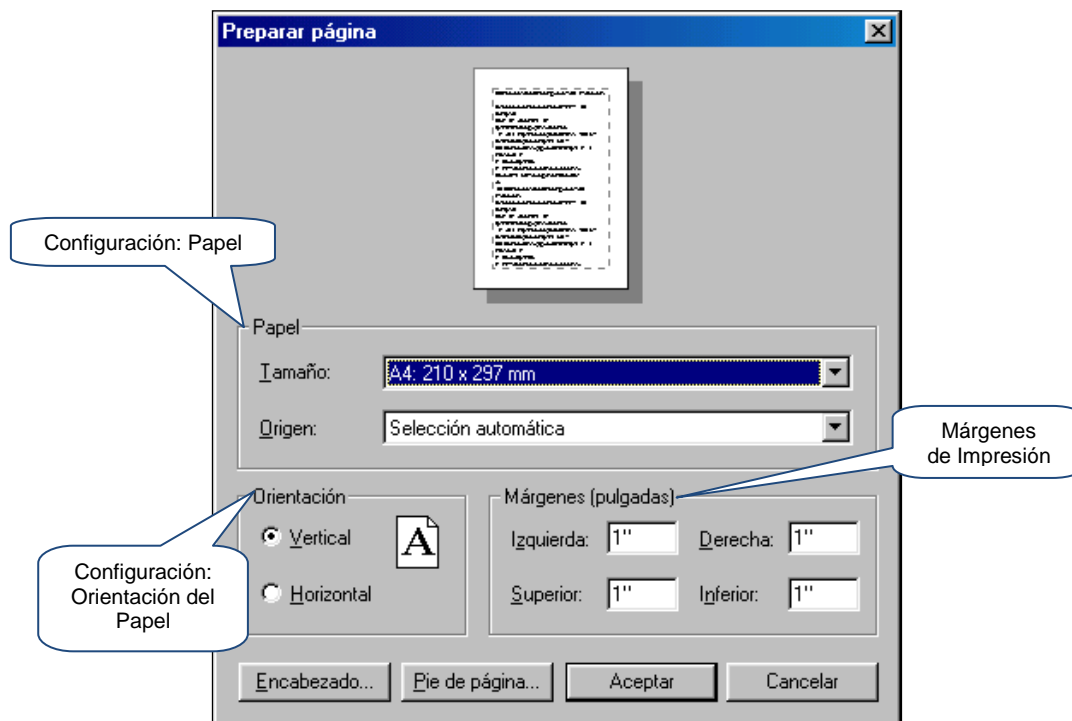 Preparar página
Configuración: Papel
Papel
Tamaño: A4: 210 x 297 mm
Origen: Selección automática
Márgenes
de Impresión
Orientación
Vertical
Horizontal
Configuración:
Orientación del
Papel
Márgenes (pulgadas)
Izquierda: 1" Derecha: 1"
Superior: 1" Inferior: 1"
Encabezado... Pie de página... Aceptar Cancelar